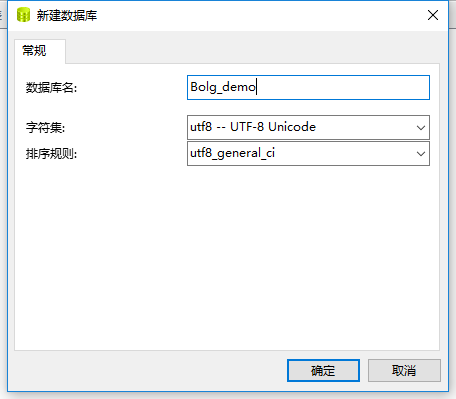 新建数据库
常规
数据库名:
Bolg_demo
字符集:
utf8 -- UTF-8 Unicode
排序规则:
utf8_general_ci
确定
取消